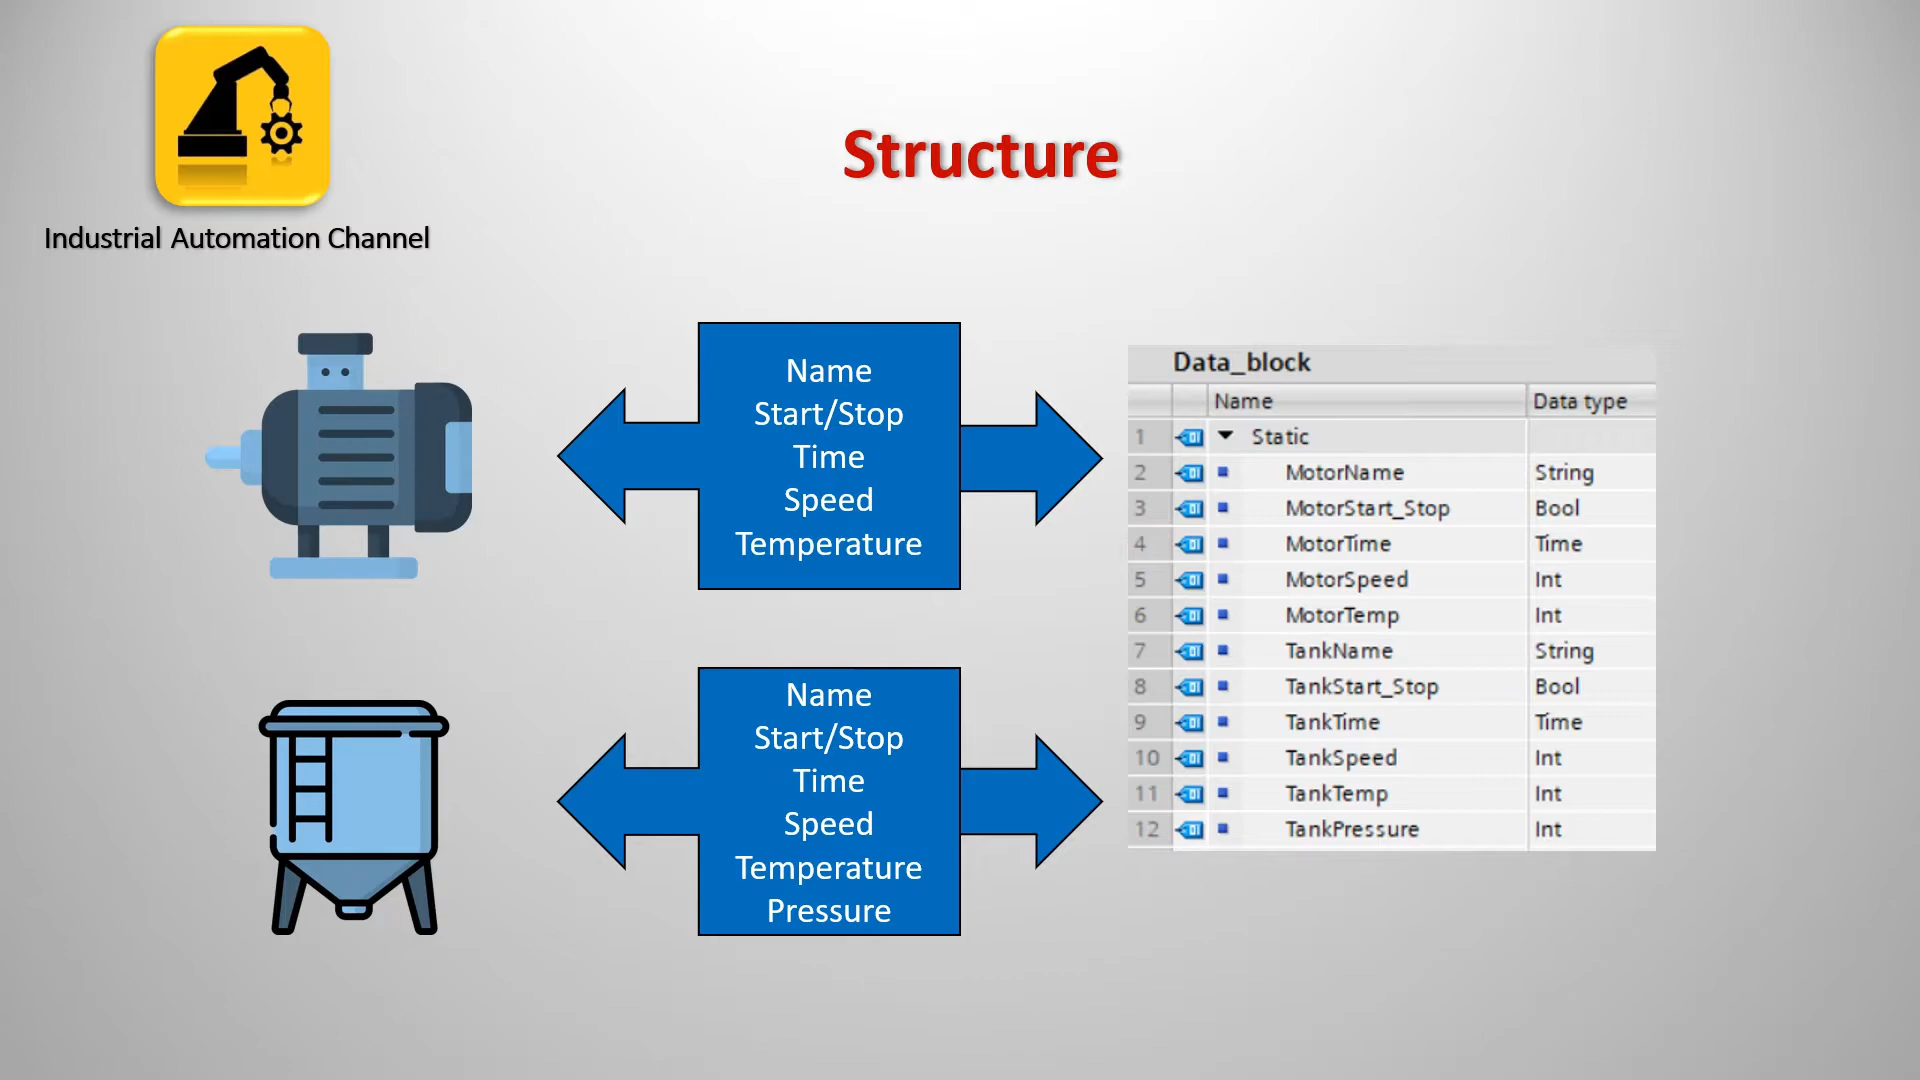 Structure
Industrial Automation Channel
Name
Start/Stop
Time
Speed
Temperature
Name
Start/Stop
Time
Speed
Temperature
Pressure
Data_block
Name Data type
1 Static
2 MotorName String
3 MotorStart_Stop Bool
4 MotorTime Time
5 MotorSpeed Int
6 MotorTemp Int
7 TankName String
8 TankStart_Stop Bool
9 TankTime Time
10 TankSpeed Int
11 TankTemp Int
12 TankPressure Int